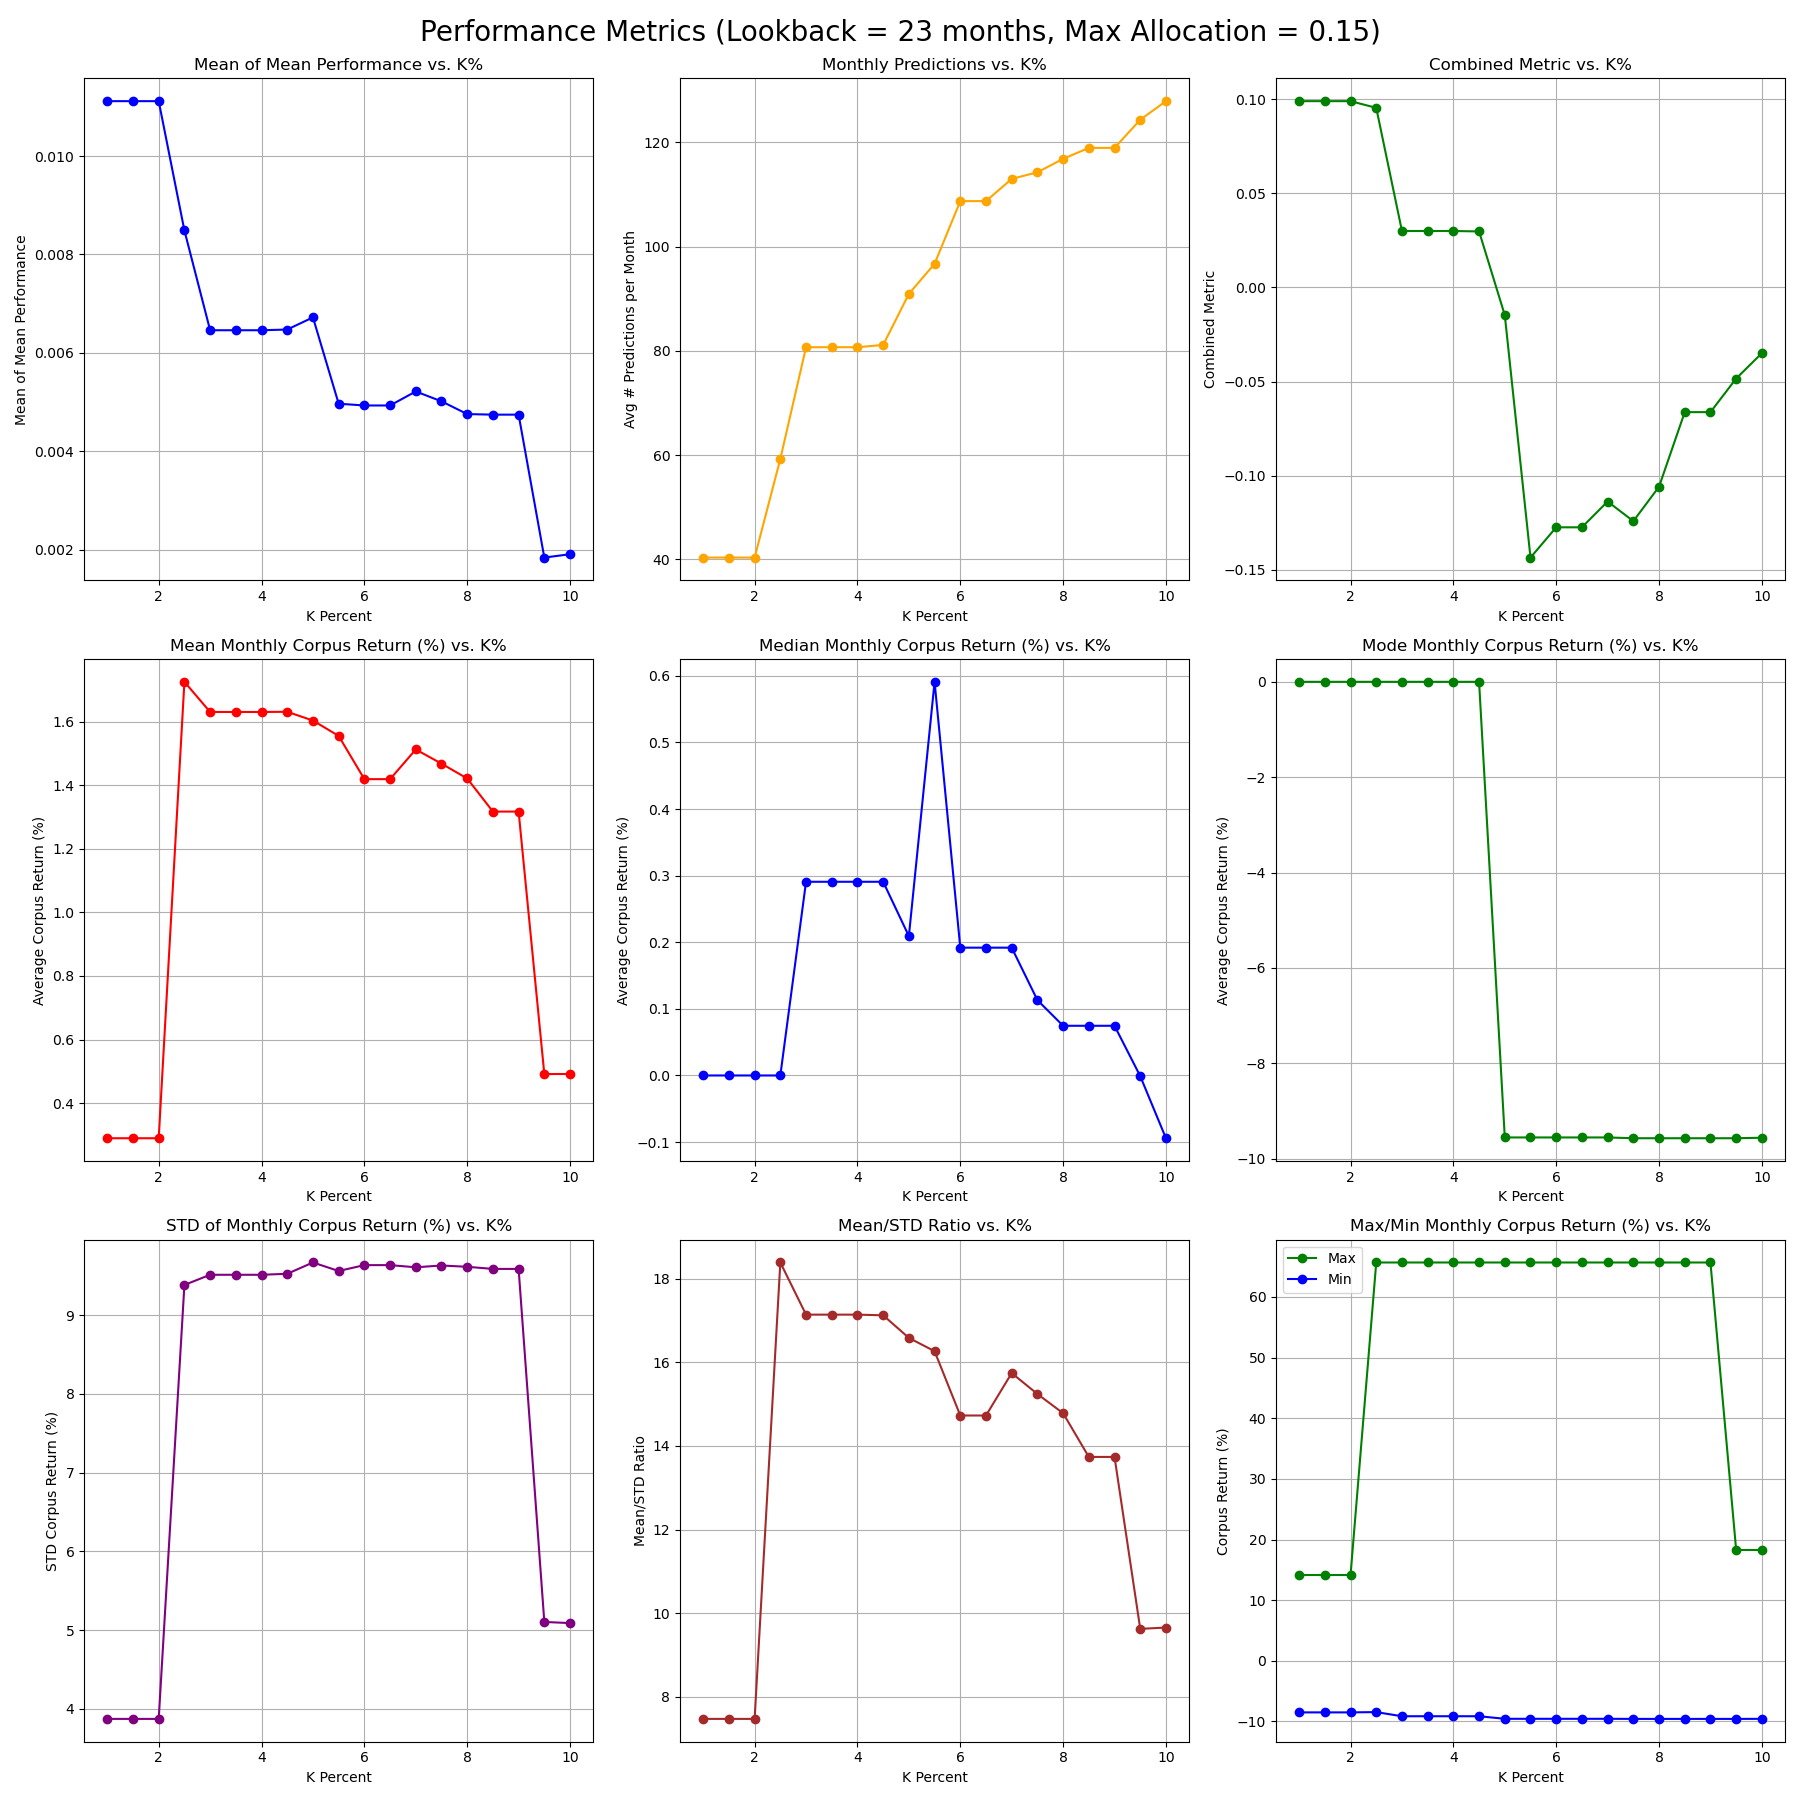 Performance Metrics (Lookback = 23 months, Max Allocation = 0.15)
Mean of Mean Performance vs. K%
Mean of Mean Performance
0.010
0.008
0.006
0.004
0.002
2 4 6 8 10
K Percent
Monthly Predictions vs. K%
Avg # Predictions per Month
120
100
80
60
40
2 4 6 8 10
K Percent
Combined Metric vs. K%
Combined Metric
0.10
0.05
0.00
−0.05
−0.10
−0.15
2 4 6 8 10
K Percent
Mean Monthly Corpus Return (%) vs. K%
Average Corpus Return (%)
1.6
1.4
1.2
1.0
0.8
0.6
0.4
2 4 6 8 10
K Percent
Median Monthly Corpus Return (%) vs. K%
Average Corpus Return (%)
0.6
0.5
0.4
0.3
0.2
0.1
0.0
−0.1
2 4 6 8 10
K Percent
Mode Monthly Corpus Return (%) vs. K%
Average Corpus Return (%)
0
−2
−4
−6
−8
−10
2 4 6 8 10
K Percent
STD of Monthly Corpus Return (%) vs. K%
STD Corpus Return (%)
9
8
7
6
5
4
2 4 6 8 10
K Percent
Mean/STD Ratio vs. K%
Mean/STD Ratio
18
16
14
12
10
8
2 4 6 8 10
K Percent
Max/Min Monthly Corpus Return (%) vs. K%
Max
Min
Corpus Return (%)
60
50
40
30
20
10
0
−10
2 4 6 8 10
K Percent